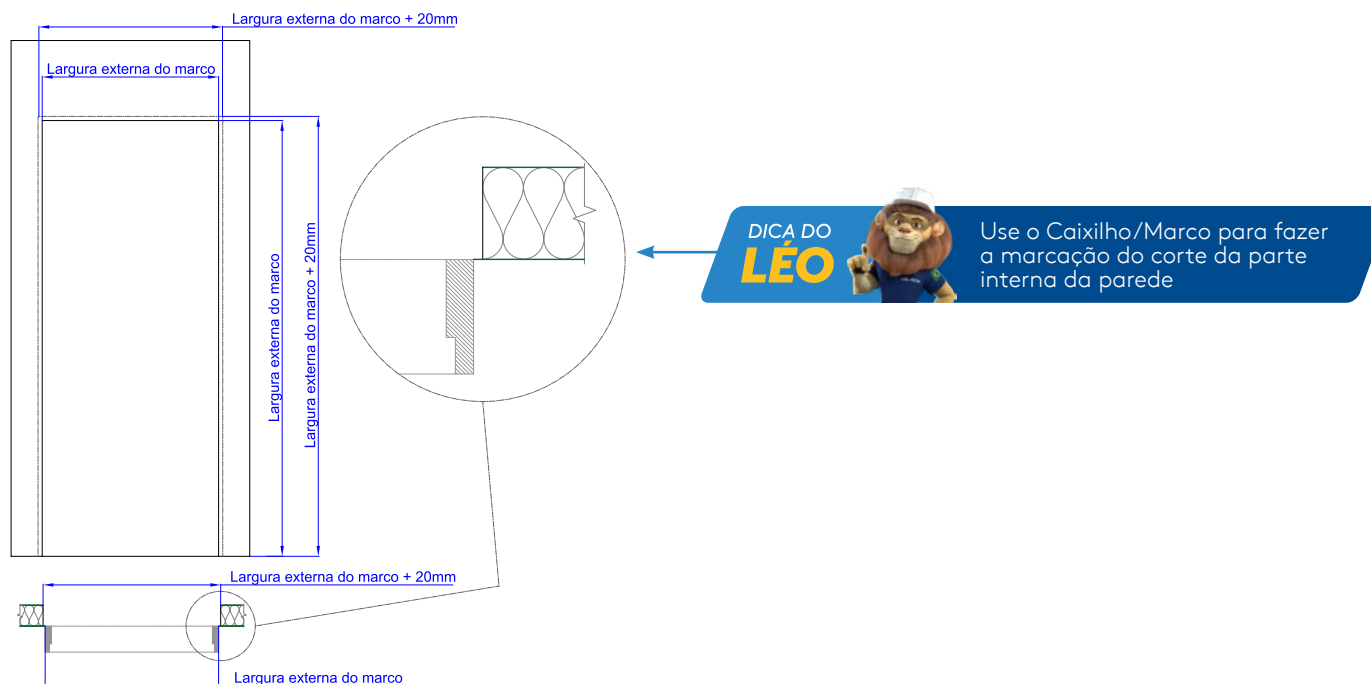 Largura externa do marco + 20mm
Largura externa do marco
Largura externa do marco
Largura externa do marco + 20mm
DICA DO
LÉO
Use o Caixilho/Marco para fazer
a marcação do corte da parte
interna da parede
Largura externa do marco + 20mm
Largura externa do marco